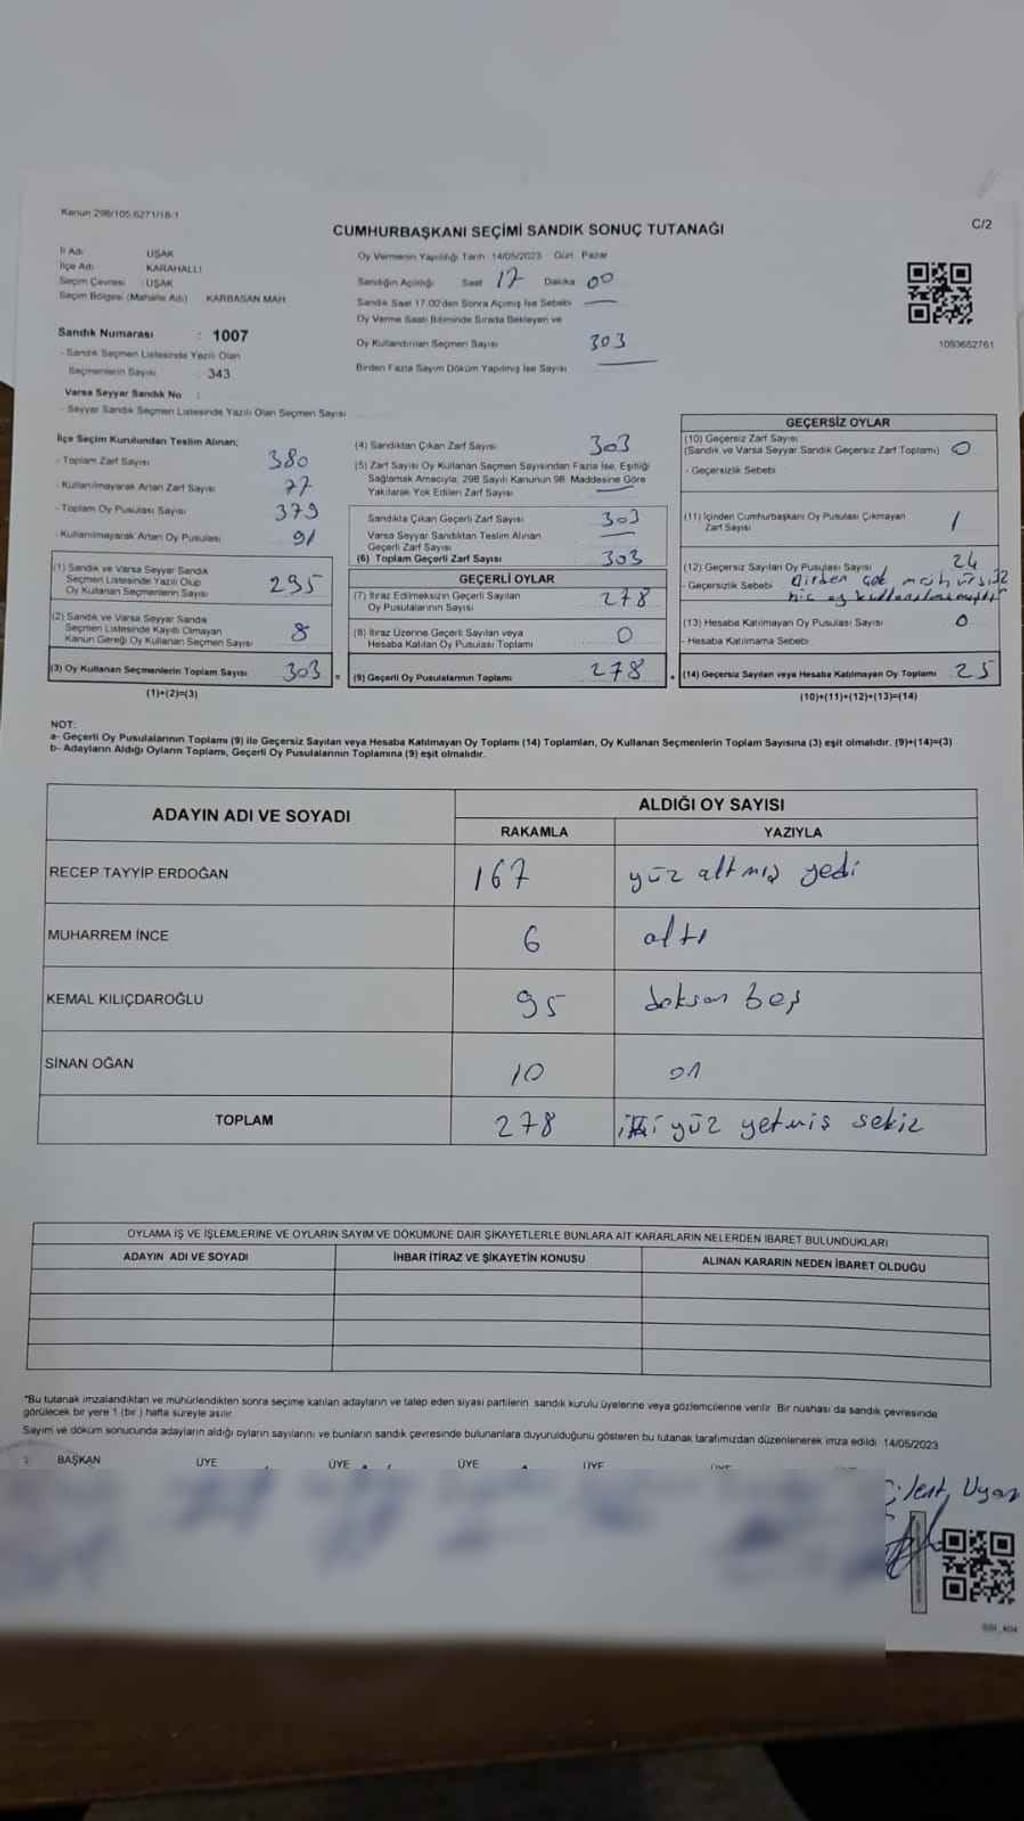 Kanun 298/105,6271/18-1
C/2
CUMHURBAŞKANI SEÇİMİ SANDIK SONUÇ TUTANAĞI
İl Adı: UŞAK
İlçe Adı: KARAHALLI
Seçim Çevresi: UŞAK
Seçim Bölgesi (Mahalle Adı) KARBASAN MAH
Sandık Numarası : 1007
- Sandık Seçmen Listesinde Yazılı Olan
Seçmenlerin Sayısı 343
Varsa Seyyar Sandık No :
- Seyyar Sandık Seçmen Listesinde Yazılı Olan Seçmen Sayısı
Oy Vermenin Yapıldığı Tarih 14/05/2023 Gün: Pazar
Sandığın Açıldığı Saat 17 Dakika 00
Sandık Saat 17.00'den Sonra Açılmış İse Sebebi —
Oy Verme Saati Bitiminde Sırada Bekleyen ve
Oy Kullandırılan Seçmen Sayısı 303
Birden Fazla Sayım Döküm Yapılmış İse Sayısı —
1093652761
İlçe Seçim Kurulundan Teslim Alınan;
- Toplam Zarf Sayısı 380
- Kullanılmayarak Artan Zarf Sayısı 77
- Toplam Oy Pusulası Sayısı 379
- Kullanılmayarak Artan Oy Pusulası 91
(1) Sandık ve Varsa Seyyar Sandık
Seçmen Listesinde Yazılı Olup
Oy Kullanan Seçmenlerin Sayısı 295
(2) Sandık ve Varsa Seyyar Sandık
Seçmen Listesinde Kayıtlı Olmayan
Kanun Gereği Oy Kullanan Seçmen Sayısı 8
(3) Oy Kullanan Seçmenlerin Toplam Sayısı 303
(1)+(2)=(3)
(4) Sandıktan Çıkan Zarf Sayısı 303
(5) Zarf Sayısı Oy Kullanan Seçmen Sayısından Fazla İse, Eşitliği
Sağlamak Amacıyla, 298 Sayılı Kanunun 98. Maddesine Göre
Yakılarak Yok Edilen Zarf Sayısı —
Sandıkta Çıkan Geçerli Zarf Sayısı 303
Varsa Seyyar Sandıktan Teslim Alınan
Geçerli Zarf Sayısı —
(6) Toplam Geçerli Zarf Sayısı 303
GEÇERLİ OYLAR
(7) İtiraz Edilmeksizin Geçerli Sayılan
Oy Pusulalarının Sayısı 278
(8) İtiraz Üzerine Geçerli Sayılan veya
Hesaba Katılan Oy Pusulası Toplamı 0
(9) Geçerli Oy Pusulalarının Toplamı 278
GEÇERSİZ OYLAR
(10) Geçersiz Zarf Sayısı
(Sandık ve Varsa Seyyar Sandık Geçersiz Zarf Toplamı) 0
- Geçersizlik Sebebi
(11) İçinden Cumhurbaşkanı Oy Pusulası Çıkmayan
Zarf Sayısı 1
(12) Geçersiz Sayılan Oy Pusulası Sayısı 24
- Geçersizlik Sebebi Birden çok mühürsüz
hiç oy kullanılmamıştır
(13) Hesaba Katılmayan Oy Pusulası Sayısı 0
- Hesaba Katılmama Sebebi
(14) Geçersiz Sayılan veya Hesaba Katılmayan Oy Toplamı 25
(10)+(11)+(12)+(13)=(14)
NOT:
a- Geçerli Oy Pusulalarının Toplamı (9) ile Geçersiz Sayılan veya Hesaba Katılmayan Oy Toplamı (14) Toplamları, Oy Kullanan Seçmenlerin Toplam Sayısına (3) eşit olmalıdır. (9)+(14)=(3)
b- Adayların Aldığı Oyların Toplamı, Geçerli Oy Pusulalarının Toplamına (9) eşit olmalıdır.
ADAYIN ADI VE SOYADI
ALDIĞI OY SAYISI
RAKAMLA YAZIYLA
RECEP TAYYİP ERDOĞAN 167 yüz altmış yedi
MUHARREM İNCE 6 altı
KEMAL KILIÇDAROĞLU 95 doksan beş
SİNAN OĞAN 10 on
TOPLAM 278 iki yüz yetmiş sekiz
OYLAMA İŞ VE İŞLEMLERİNE VE OYLARIN SAYIM VE DÖKÜMÜNE DAİR ŞİKAYETLERLE BUNLARA AİT KARARLARIN NELERDEN İBARET BULUNDUKLARI
ADAYIN ADI VE SOYADI İHBAR İTİRAZ VE ŞİKAYETİN KONUSU ALINAN KARARIN NEDEN İBARET OLDUĞU
*Bu tutanak imzalandıktan ve mühürlendikten sonra seçime katılan adayların ve talep eden siyasi partilerin sandık kurulu üyelerine veya gözlemcilerine verilir. Bir nüshası da sandık çevresinde
görülecek bir yere 1 (bir) hafta süreyle asılır.
Sayım ve döküm sonucunda adayların aldığı oyların sayılarını ve bunların sandık çevresinde bulunanlara duyurulduğunu gösteren bu tutanak tarafımızdan düzenlenerek imza edildi. 14/05/2023
BAŞKAN ÜYE ÜYE ÜYE ÜYE